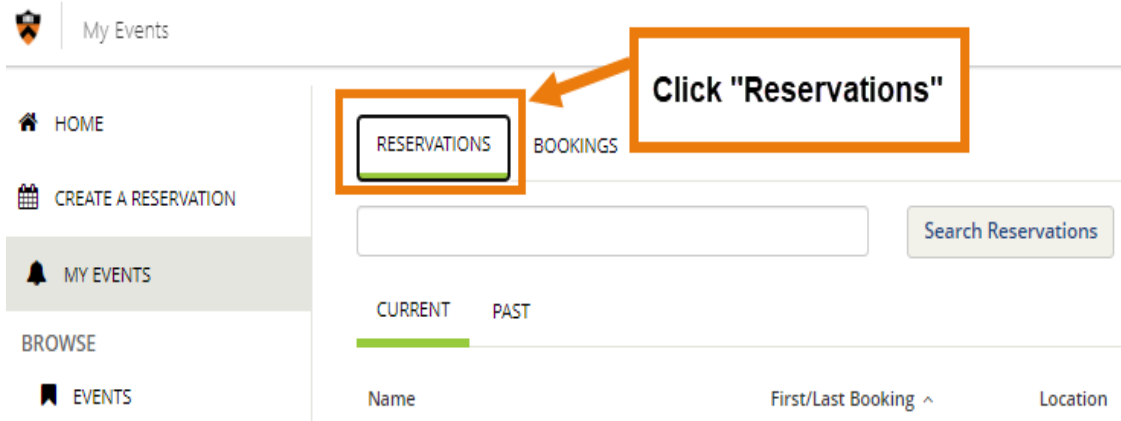 My Events
Click "Reservations"
HOME
RESERVATIONS
BOOKINGS
CREATE A RESERVATION
Search Reservations
MY EVENTS
CURRENT
PAST
BROWSE
EVENTS
Name
First/Last Booking
Location